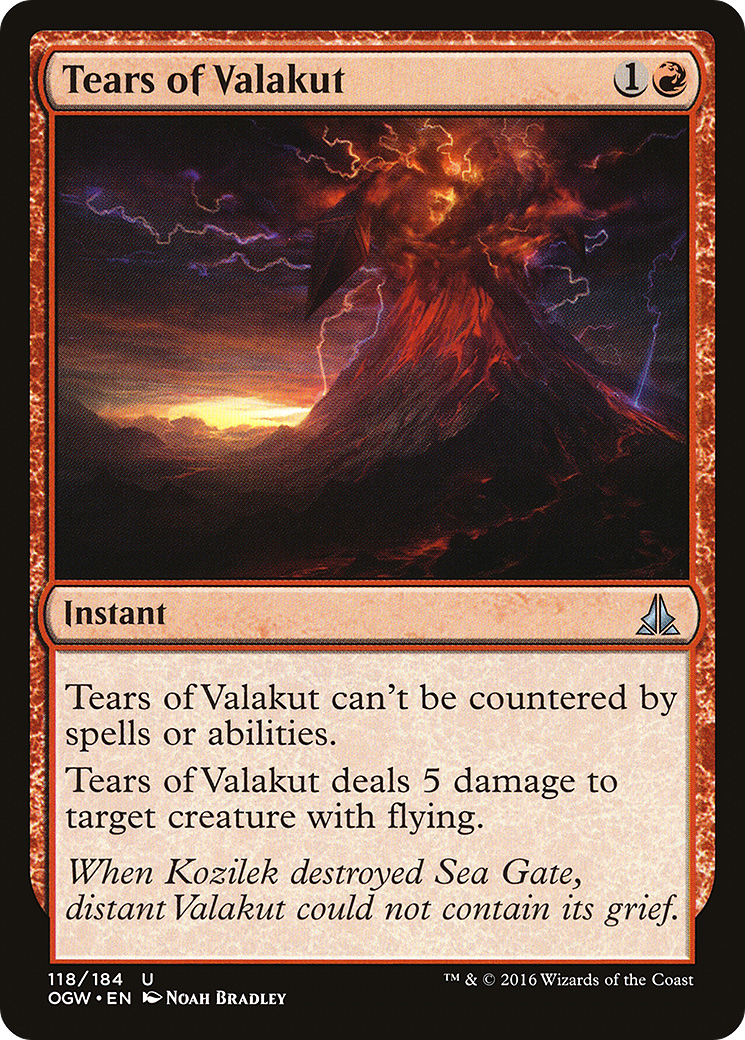 Tears of Valakut
1
Instant
Tears of Valakut can't be countered by
spells or abilities.
Tears of Valakut deals 5 damage to
target creature with flying.
When Kozilek destroyed Sea Gate,
distant Valakut could not contain its grief.
118/184 U
OGW • EN Noah Bradley
™ & © 2016 Wizards of the Coast